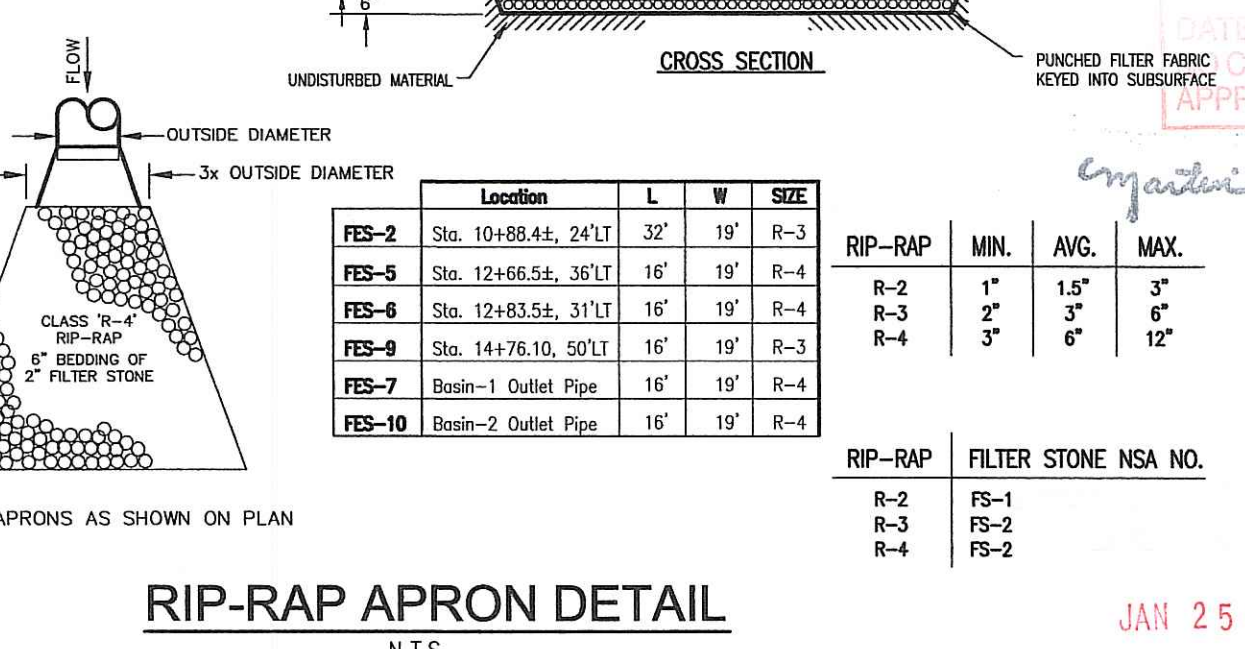 6"
CROSS SECTION
UNDISTURBED MATERIAL
PUNCHED FILTER FABRIC
KEYED INTO SUBSURFACE
FLOW
OUTSIDE DIAMETER
3x OUTSIDE DIAMETER
CLASS 'R-4'
RIP-RAP
6" BEDDING OF
2" FILTER STONE
APRONS AS SHOWN ON PLAN
Location L W SIZE
FES-2 Sta. 10+88.4±, 24'LT 32' 19' R-3
FES-5 Sta. 12+66.5±, 36'LT 16' 19' R-4
FES-6 Sta. 12+83.5±, 31'LT 16' 19' R-4
FES-9 Sta. 14+76.10, 50'LT 16' 19' R-3
FES-7 Basin-1 Outlet Pipe 16' 19' R-4
FES-10 Basin-2 Outlet Pipe 16' 19' R-4
RIP-RAP MIN. AVG. MAX.
R-2 1" 1.5" 3"
R-3 2" 3" 6"
R-4 3" 6" 12"
RIP-RAP FILTER STONE NSA NO.
R-2 FS-1
R-3 FS-2
R-4 FS-2
RIP-RAP APRON DETAIL
N.T.S.
DATE
APPR
JAN 25